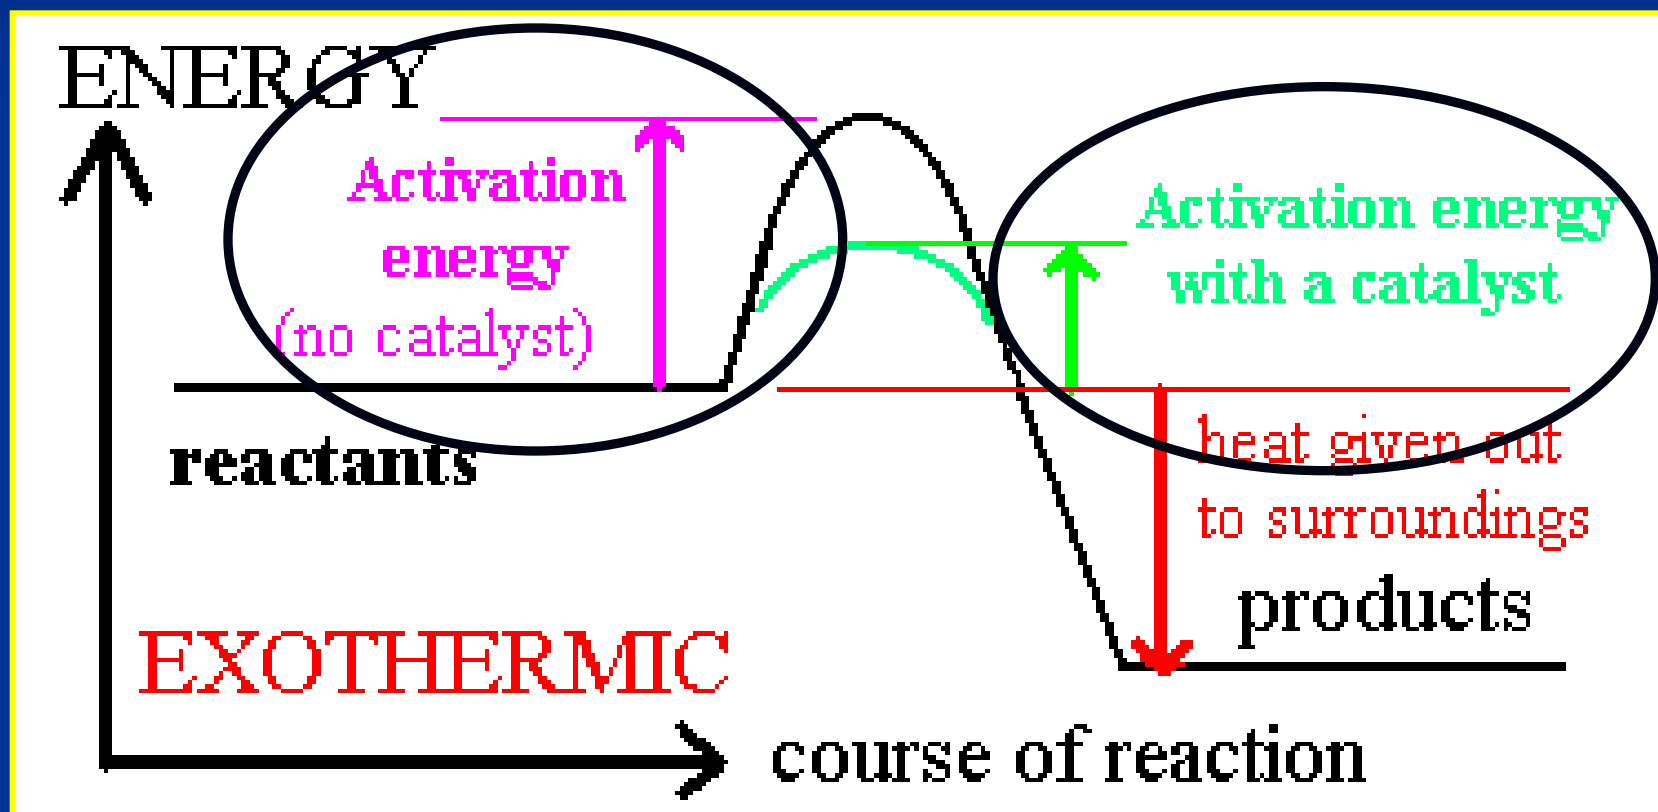 ENERGY
Activation
energy
(no catalyst)
Activation energy
with a catalyst
reactants
heat given out
to surroundings
products
EXOTHERMIC
course of reaction